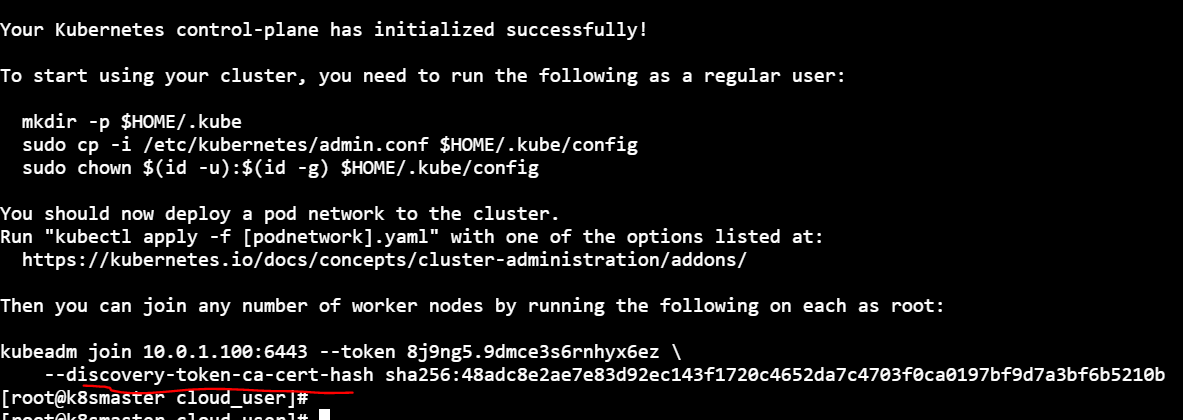 Your Kubernetes control-plane has initialized successfully!
To start using your cluster, you need to run the following as a regular user:
mkdir -p $HOME/.kube
sudo cp -i /etc/kubernetes/admin.conf $HOME/.kube/config
sudo chown $(id -u):$(id -g) $HOME/.kube/config
You should now deploy a pod network to the cluster.
Run "kubectl apply -f [podnetwork].yaml" with one of the options listed at:
https://kubernetes.io/docs/concepts/cluster-administration/addons/
Then you can join any number of worker nodes by running the following on each as root:
kubeadm join 10.0.1.100:6443 --token 8j9ng5.9dmce3s6rnhyx6ez \
--discovery-token-ca-cert-hash sha256:48adc8e2ae7e83d92ec143f1720c4652da7c4703f0ca0197bf9d7a3bf6b5210b
[root@k8smaster cloud_user]#
[root@k8smaster cloud_user]#